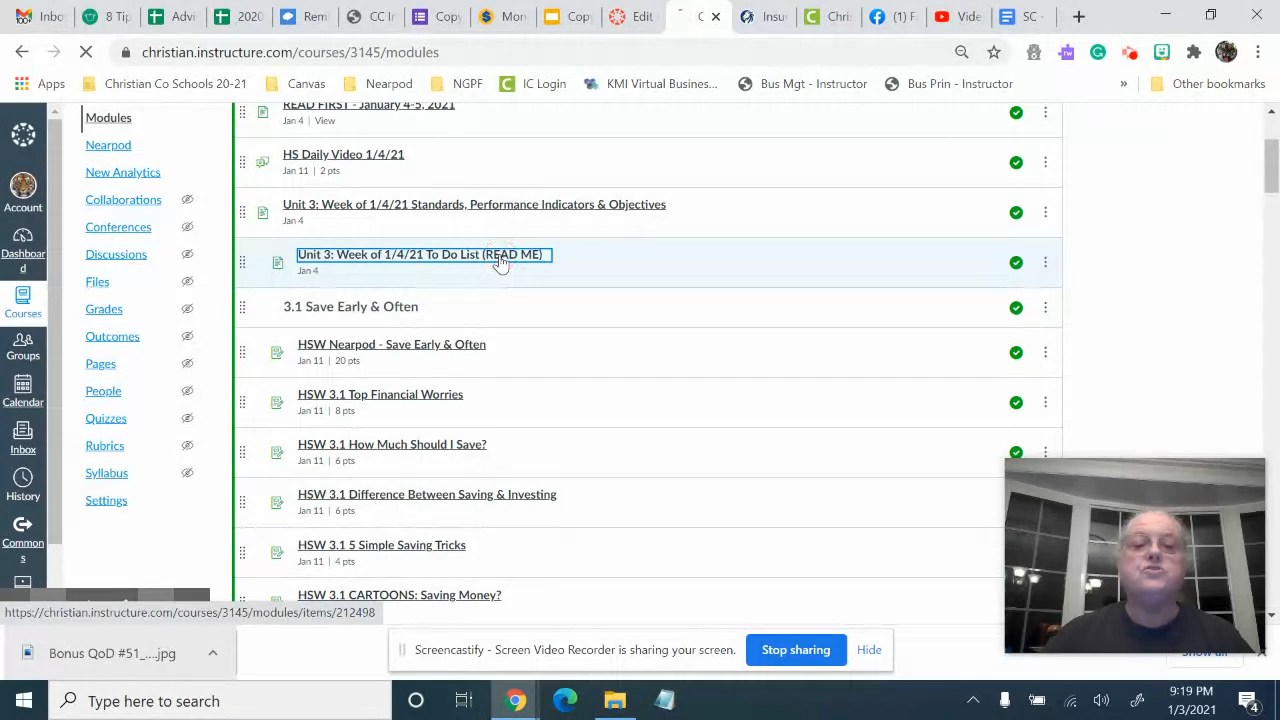 8 Tip
Advi
2020
Rem
CC In
Copy
Mon
Cop
Edit
C
Insu
Chri
(1) F
Vide
SC -
christian.instructure.com/courses/3145/modules
Apps
Christian Co Schools 20-21
Canvas
Nearpod
NGPF
IC Login
KMI Virtual Business...
Bus Mgt - Instructor
Bus Prin - Instructor
»
Other bookmarks
Account
Dashboar
d
Courses
Groups
Calendar
Inbox
History
Common
s
Modules
Nearpod
New Analytics
Collaborations
Conferences
Discussions
Files
Grades
Outcomes
Pages
People
Quizzes
Rubrics
Syllabus
Settings
READ FIRST - January 4-5, 2021
Jan 4 | View
HS Daily Video 1/4/21
Jan 11 | 2 pts
Unit 3: Week of 1/4/21 Standards, Performance Indicators & Objectives
Jan 4
Unit 3: Week of 1/4/21 To Do List (READ ME)
Jan 4
3.1 Save Early & Often
HSW Nearpod - Save Early & Often
Jan 11 | 20 pts
HSW 3.1 Top Financial Worries
Jan 11 | 8 pts
HSW 3.1 How Much Should I Save?
Jan 11 | 6 pts
HSW 3.1 Difference Between Saving & Investing
Jan 11 | 6 pts
HSW 3.1 5 Simple Saving Tricks
Jan 11 | 4 pts
HSW 3.1 CARTOONS: Saving Money?
https://christian.instructure.com/courses/3145/modules/items/212498
Bonus QoD #51_....jpg
Screencastify - Screen Video Recorder is sharing your screen.
Stop sharing
Hide
Show all
Type here to search
9:19 PM
1/3/2021
4